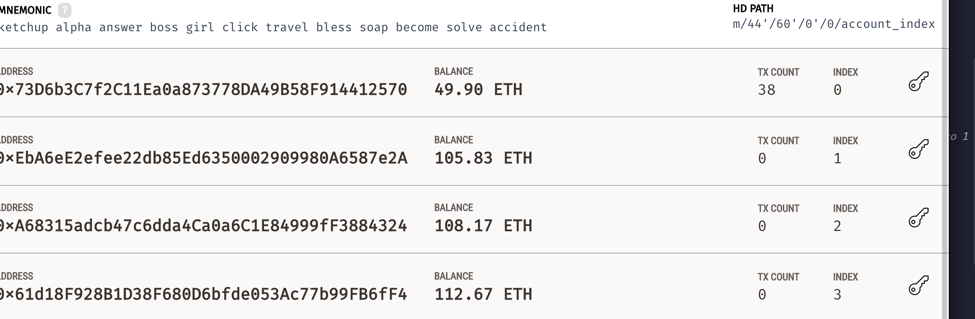 MNEMONIC ?
HD PATH
ketchup alpha answer boss girl click travel bless soap become solve accident
m/44'/60'/0'/0/account_index
ADDRESS BALANCE TX COUNT INDEX
0×73D6b3C7f2C11Ea0a873778DA49B58F914412570 49.90 ETH 38 0
ADDRESS BALANCE TX COUNT INDEX
0×EbA6eE2efee22db85Ed6350002909980A6587e2A 105.83 ETH 0 1
ADDRESS BALANCE TX COUNT INDEX
0×A68315adcb47c6dda4Ca0a6C1E84999fF3884324 108.17 ETH 0 2
ADDRESS BALANCE TX COUNT INDEX
0×61d18F928B1D38F680D6bfde053Ac77b99FB6fF4 112.67 ETH 0 3